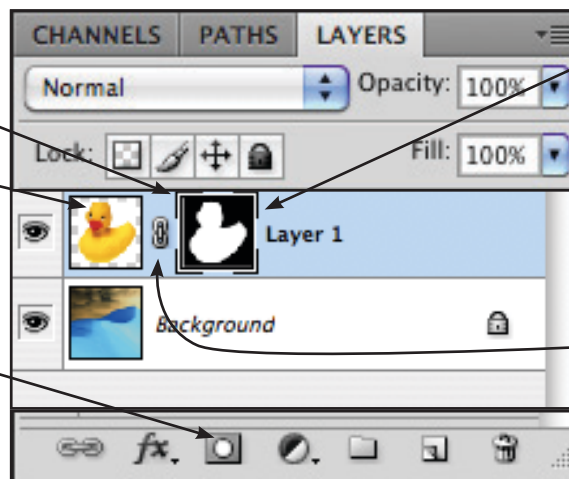 CHANNELS PATHS LAYERS
Normal Opacity: 100%
Lock: Fill: 100%
Layer 1
Background
fx.